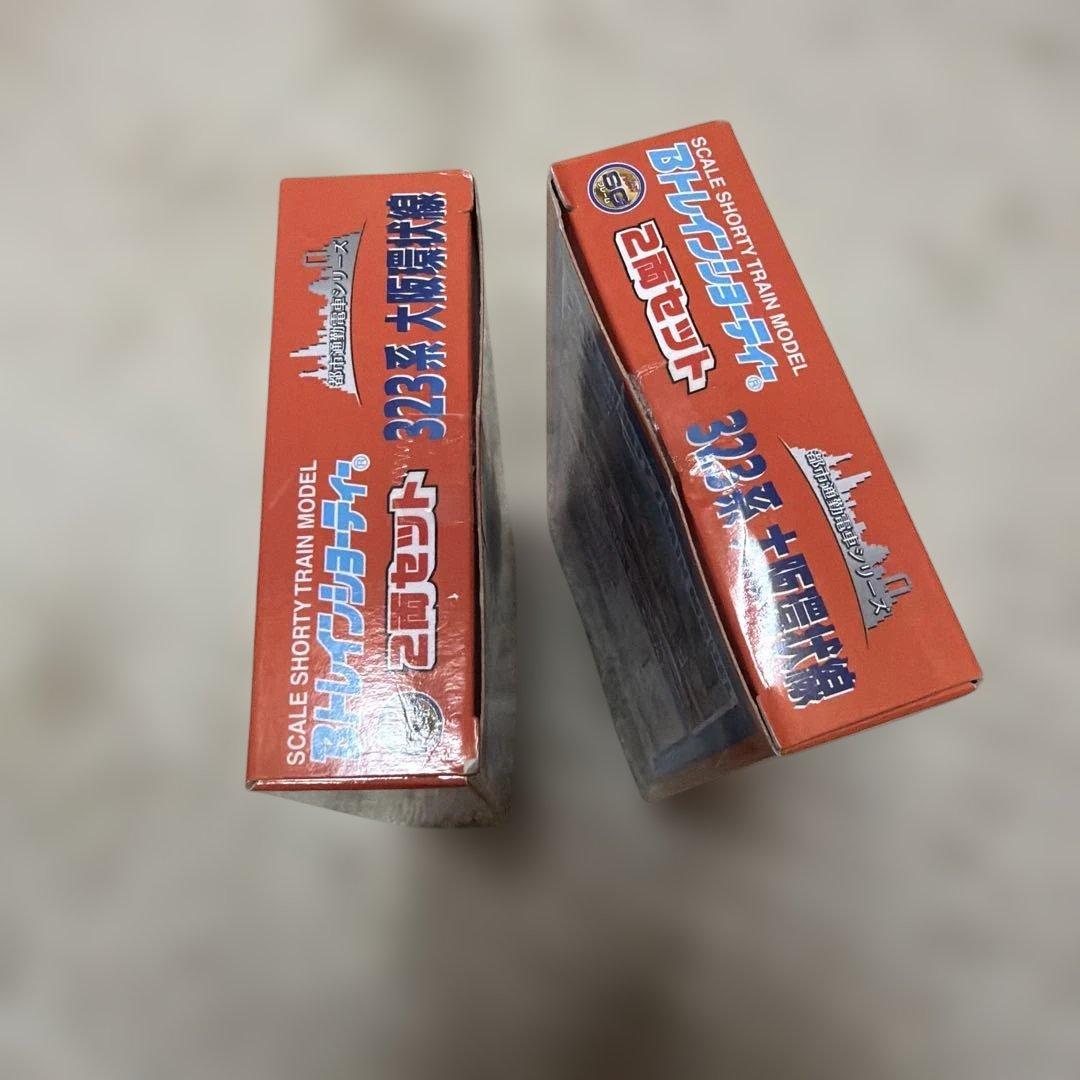 SCALE SHORTY TRAIN MODEL
Bトレインショーティー®
2両セット
323系 大阪環状線
都市通勤電車シリーズ
SCALE SHORTY TRAIN MODEL
Bトレインショーティー®
2両セット
323系 大阪環状線
都市通勤電車シリーズ